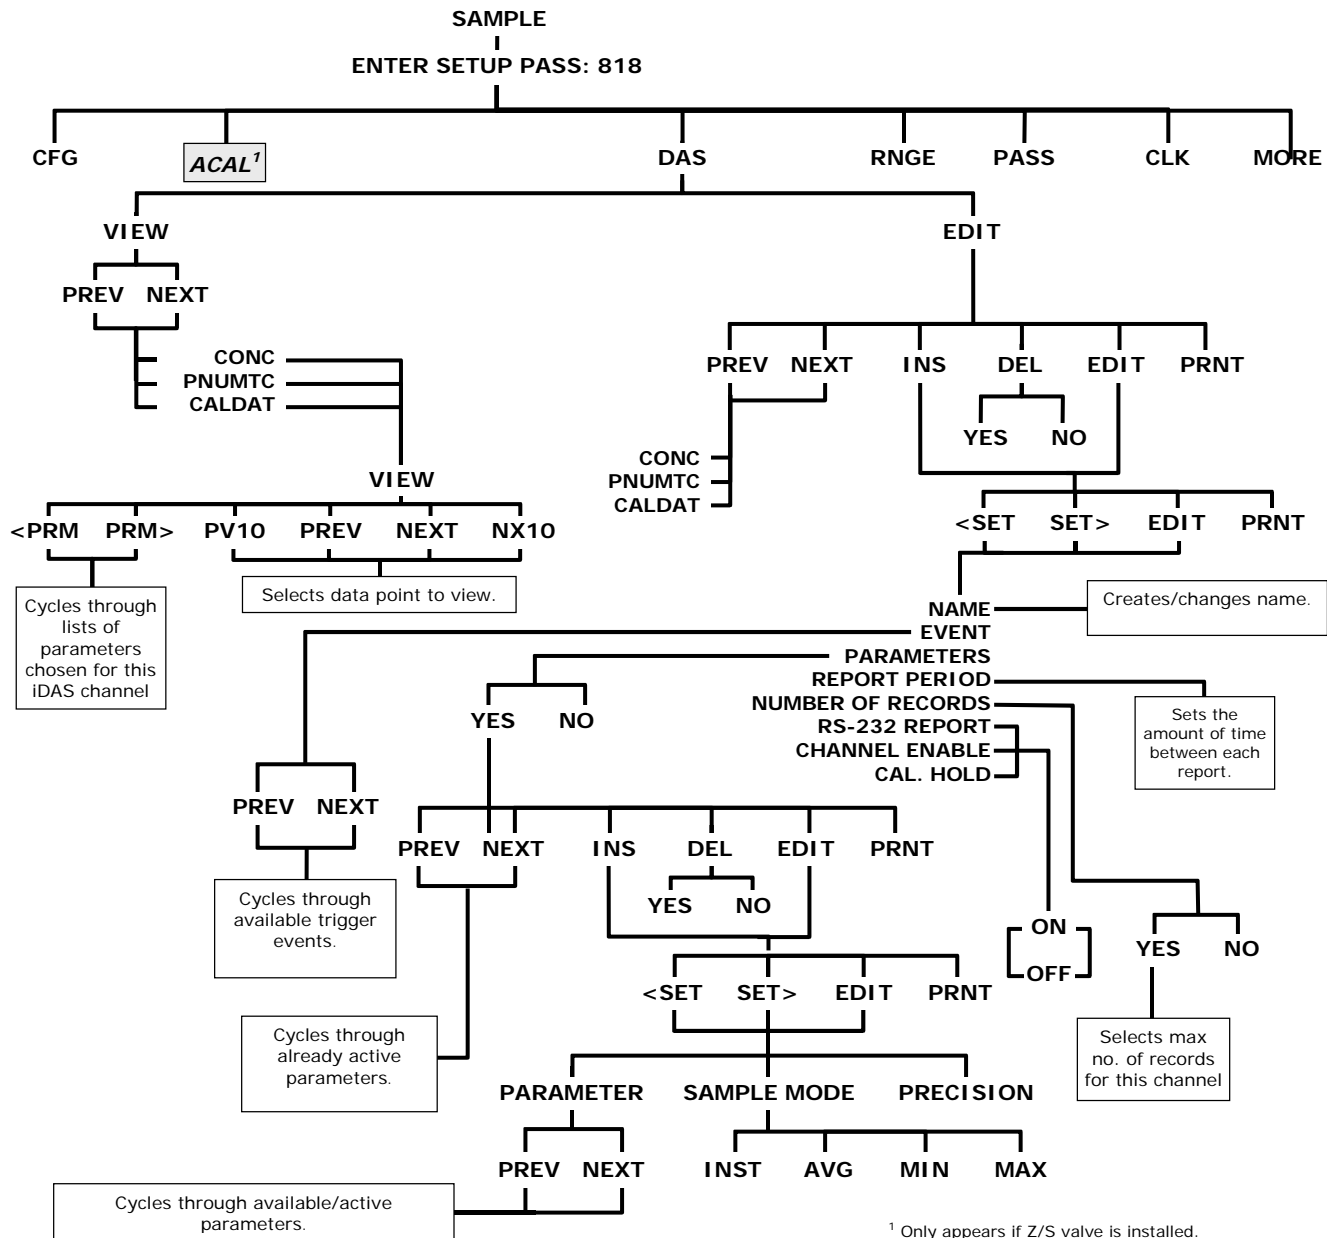 SAMPLE
ENTER SETUP PASS: 818
CFG
ACAL1
DAS
RNGE
PASS
CLK
MORE
VIEW
EDIT
PREV NEXT
CONC
PNUMTC
CALDAT
PREV NEXT INS DEL EDIT PRNT
YES NO
CONC
PNUMTC
CALDAT
VIEW
<PRM PRM> PV10 PREV NEXT NX10
<SET SET> EDIT PRNT
Cycles through
lists of
parameters
chosen for this
iDAS channel
Selects data point to view.
NAME
Creates/changes name.
EVENT
PARAMETERS
REPORT PERIOD
NUMBER OF RECORDS
RS-232 REPORT
CHANNEL ENABLE
CAL. HOLD
Sets the
amount of time
between each
report.
YES NO
PREV NEXT
Cycles through
available trigger
events.
PREV NEXT INS DEL EDIT PRNT
YES NO
ON
OFF
YES NO
Selects max
no. of records
for this channel
<SET SET> EDIT PRNT
Cycles through
already active
parameters.
PARAMETER SAMPLE MODE PRECISION
PREV NEXT
INST AVG MIN MAX
Cycles through available/active
parameters.
1 Only appears if Z/S valve is installed.